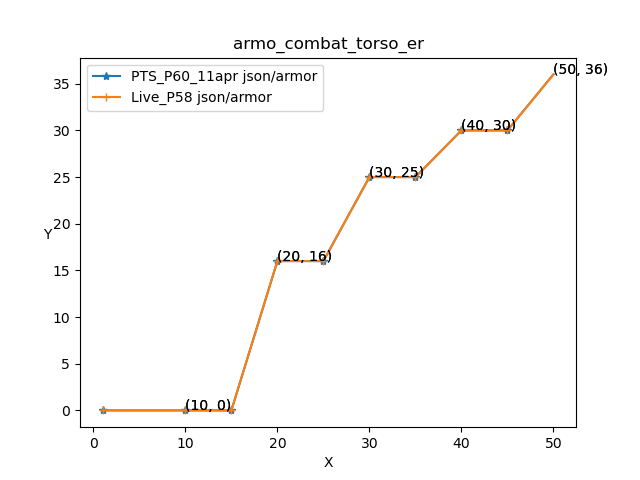 armo_combat_torso_er
PTS_P60_11apr json/armor
Live_P58 json/armor
(50, 36)
(40, 30)
(30, 25)
(20, 16)
(10, 0)
35
30
25
20
15
10
5
0
Y
0 10 20 30 40 50
X